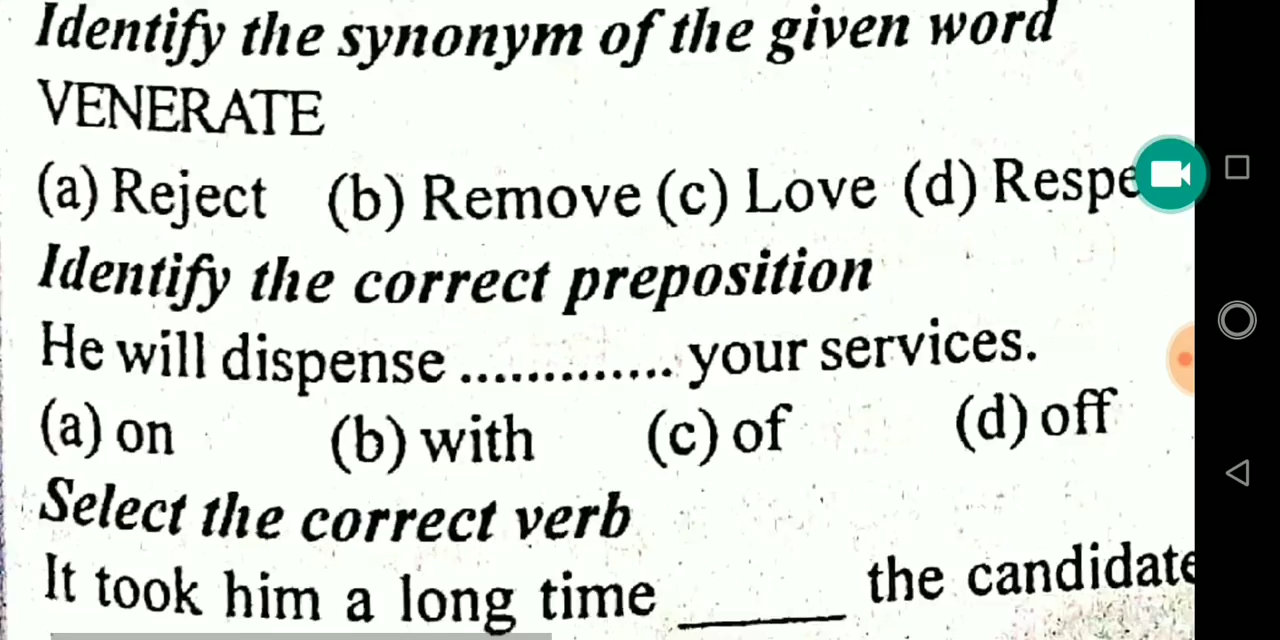 Identify the synonym of the given word
VENERATE
(a) Reject (b) Remove (c) Love (d)
Identify the correct preposition
He will dispense ............. your services.
(a) on (b) with (c) of (d) off
Select the correct verb
It took him a long time ______ the